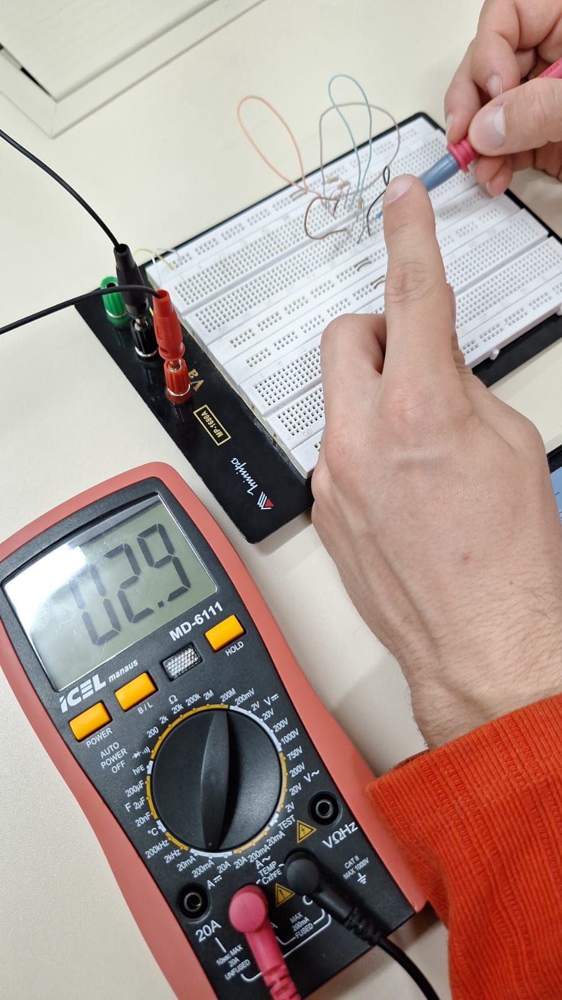 Va
MP-1680A
Minipa
02.9
MD-6111
HOLD
ICEL manaus
B / L
POWER
AUTO
POWER
OFF
Ω
200 2k 20k 200k 2M 200M
200mV 2V 20V 200V 1000V
V⎓
750V 200V 20V 2V
V~
TEST
hFE
200µF
F 2µF
20nF
°C
200kHz
2kHz
20mA 200mA 20A
A⎓
20A 200mA 20mA
A~
TEMP
CxhFE
VΩHz
CAT II
MAX 1000V
20A
10sec MAX
20A
UNFUSED
MAX
200mA
FUSED